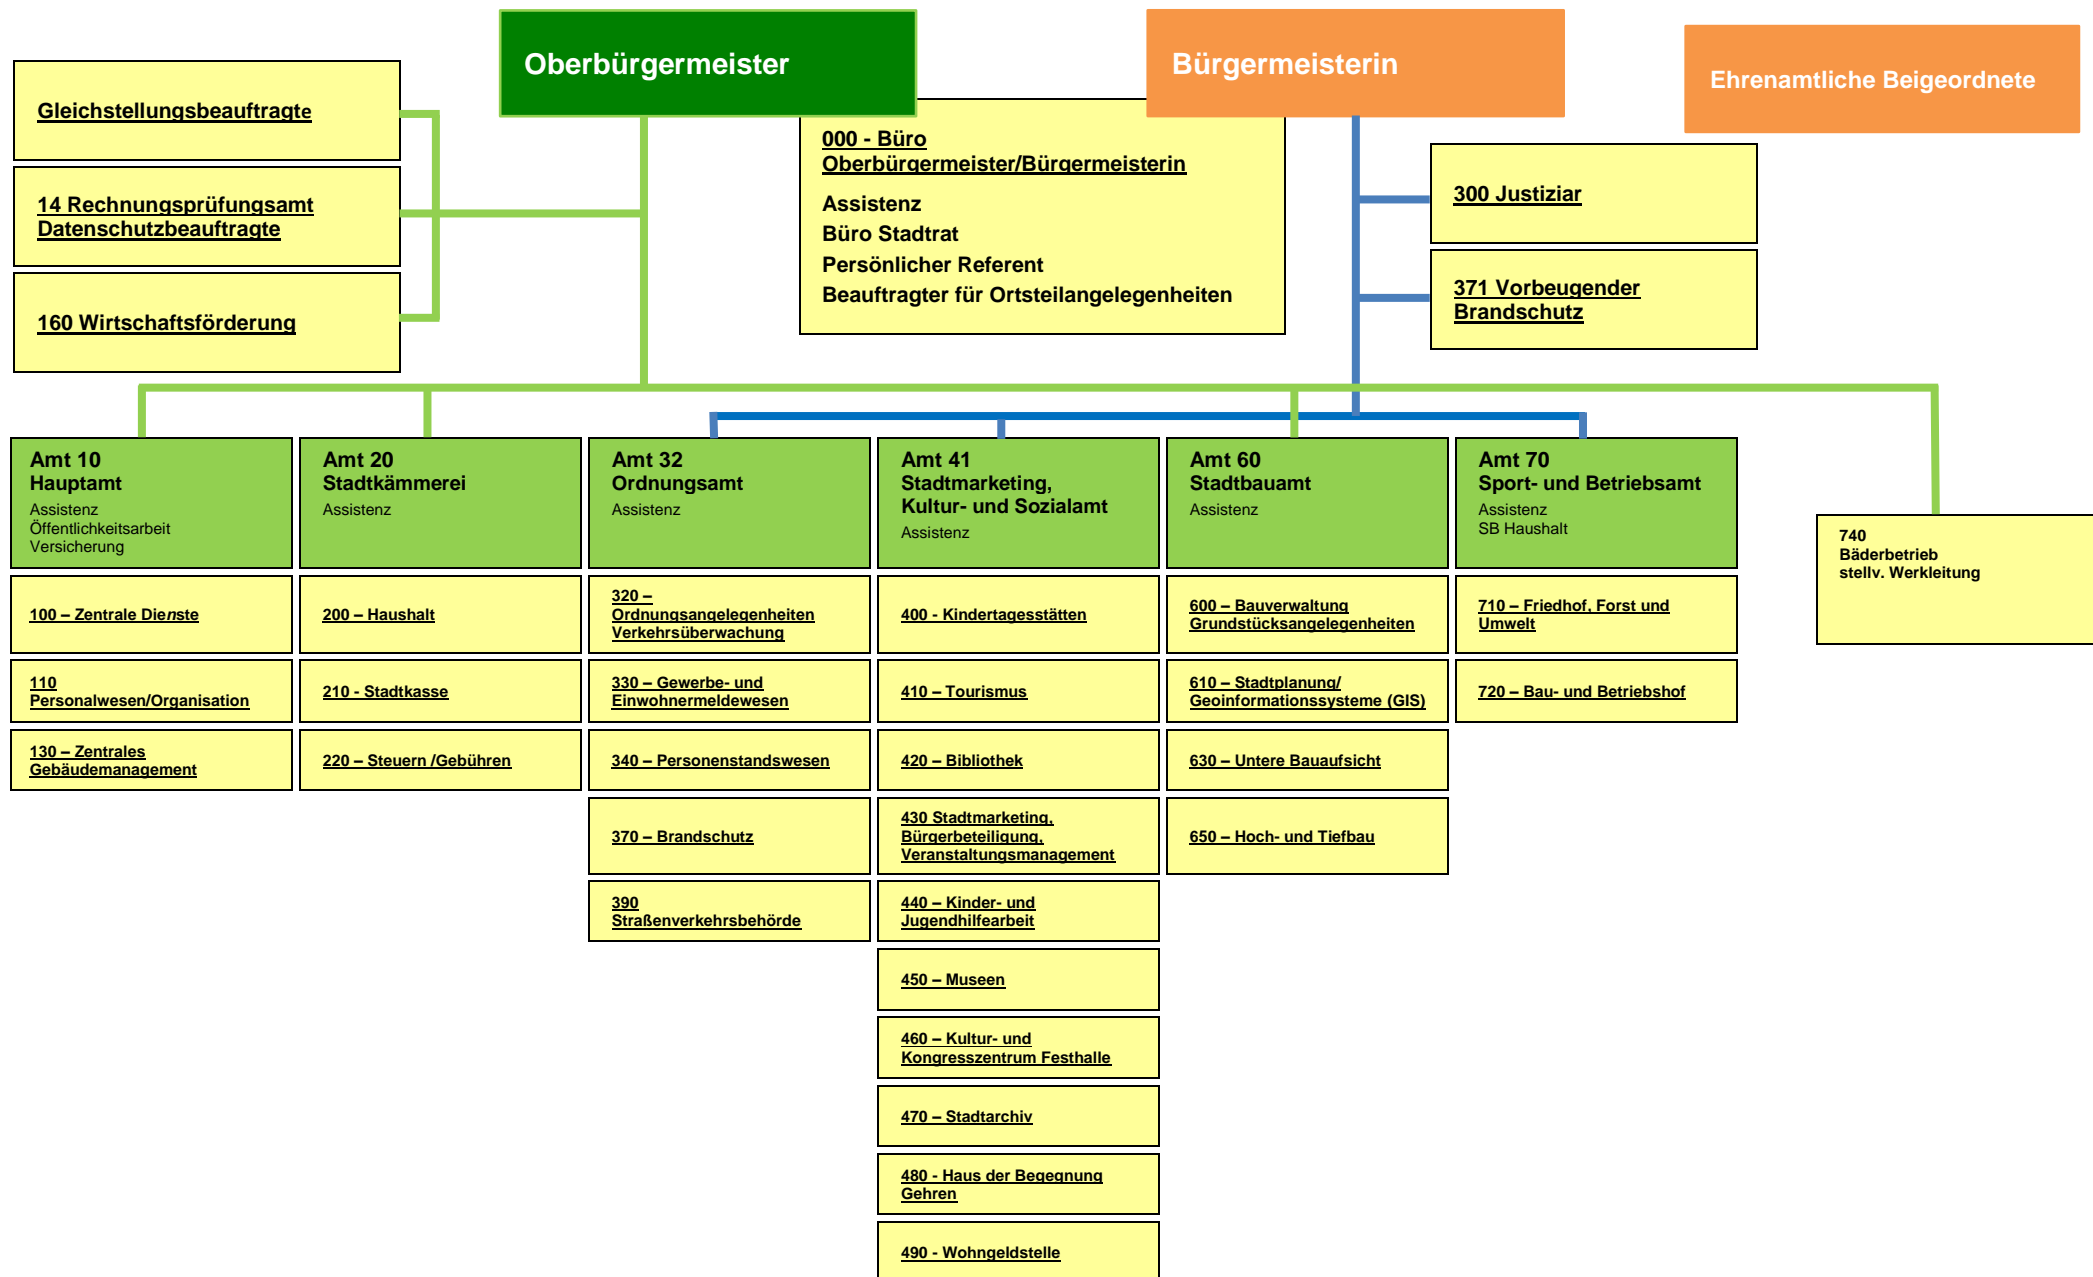 Oberbürgermeister
Bürgermeisterin
Ehrenamtliche Beigeordnete
Gleichstellungsbeauftragte
14 Rechnungsprüfungsamt
Datenschutzbeauftragte
160 Wirtschaftsförderung
000 - Büro
Oberbürgermeister/Bürgermeisterin
Assistenz
Büro Stadtrat
Persönlicher Referent
Beauftragter für Ortsteilangelegenheiten
300 Justiziar
371 Vorbeugender
Brandschutz
Amt 10
Hauptamt
Assistenz
Öffentlichkeitsarbeit
Versicherung
100 – Zentrale Dienste
110
Personalwesen/Organisation
130 – Zentrales
Gebäudemanagement
Amt 20
Stadtkämmerei
Assistenz
200 – Haushalt
210 - Stadtkasse
220 – Steuern /Gebühren
Amt 32
Ordnungsamt
Assistenz
320 –
Ordnungsangelegenheiten
Verkehrsüberwachung
330 – Gewerbe- und
Einwohnermeldewesen
340 – Personenstandswesen
370 – Brandschutz
390
Straßenverkehrsbehörde
Amt 41
Stadtmarketing,
Kultur- und Sozialamt
Assistenz
400 - Kindertagesstätten
410 – Tourismus
420 – Bibliothek
430 Stadtmarketing,
Bürgerbeteiligung,
Veranstaltungsmanagement
440 – Kinder- und
Jugendhilfearbeit
450 – Museen
460 – Kultur- und
Kongresszentrum Festhalle
470 – Stadtarchiv
480 - Haus der Begegnung
Gehren
490 - Wohngeldstelle
Amt 60
Stadtbauamt
Assistenz
600 – Bauverwaltung
Grundstücksangelegenheiten
610 – Stadtplanung/
Geoinformationssysteme (GIS)
630 – Untere Bauaufsicht
650 – Hoch- und Tiefbau
Amt 70
Sport- und Betriebsamt
Assistenz
SB Haushalt
710 – Friedhof, Forst und
Umwelt
720 – Bau- und Betriebshof
740
Bäderbetrieb
stellv. Werkleitung